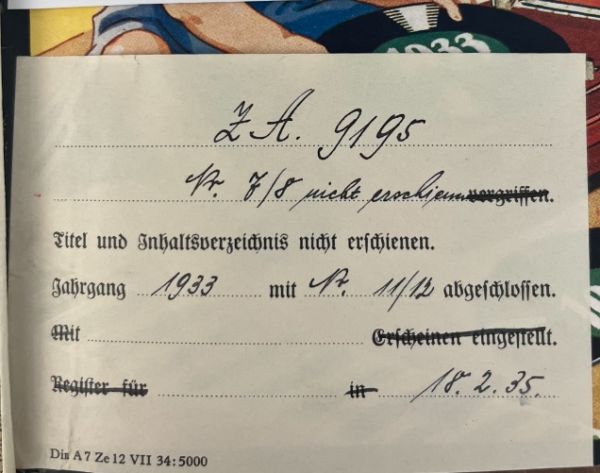 1933
Z A. 9195
Nr. 7/8 nicht erschienen vergriffen.
Titel und Inhaltsverzeichnis nicht erschienen.
Jahrgang 1933 mit Nr. 11/12 abgeschlossen.
Mit Erscheinen eingestellt.
Register für in 18. 2. 35.
Din A 7 Ze 12 VII 34: 5000